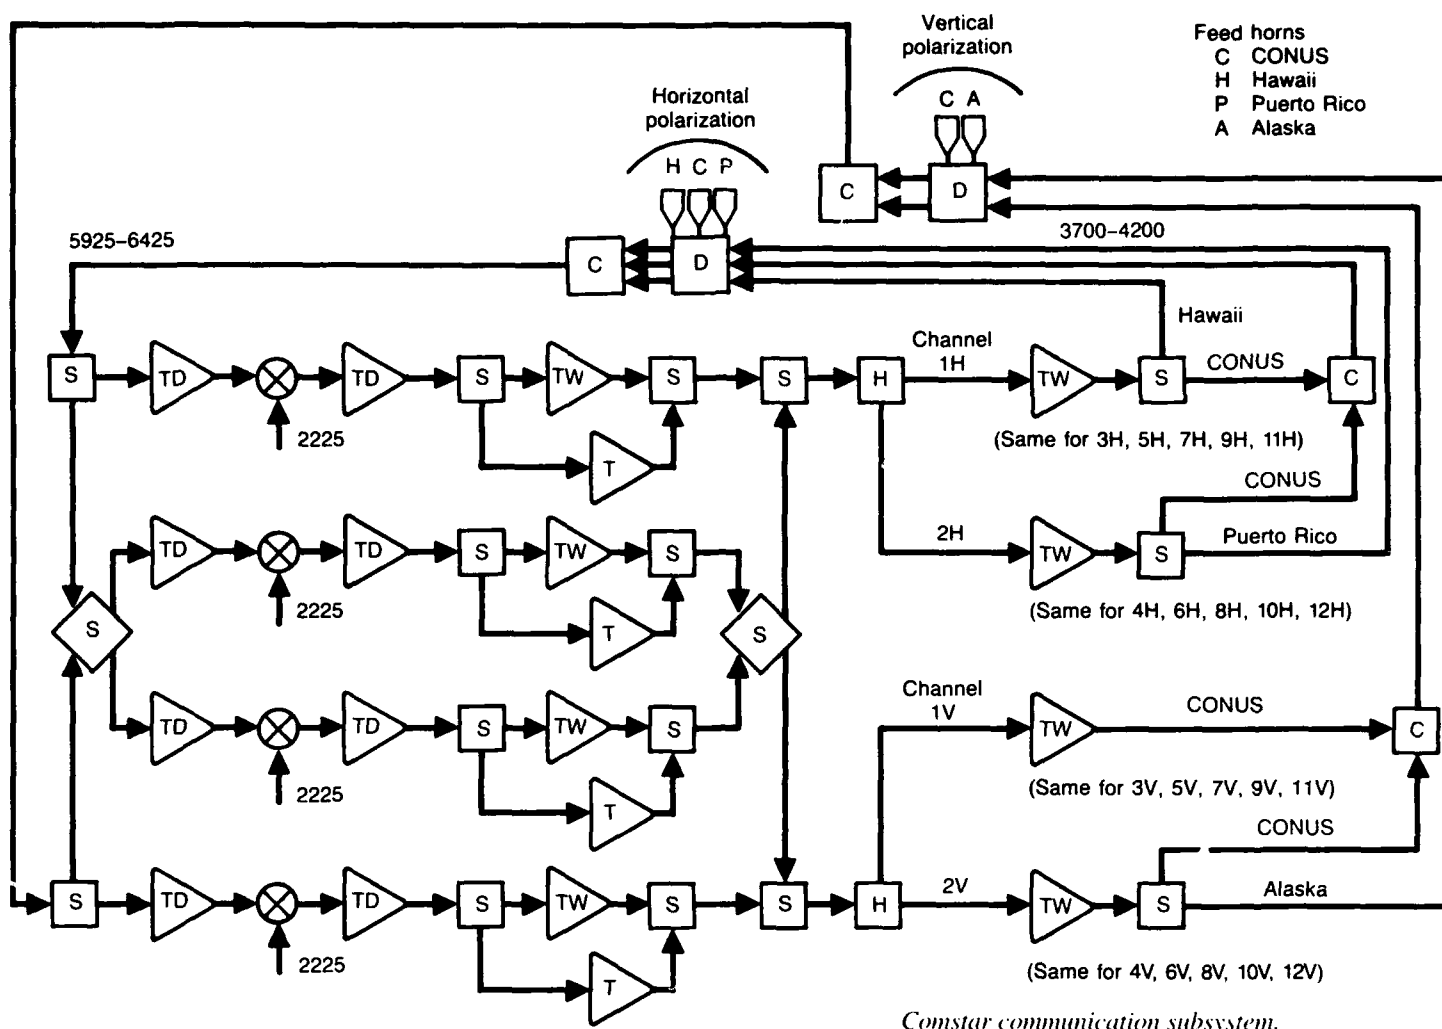 Vertical
polarization
C A
Feed horns
C CONUS
H Hawaii
P Puerto Rico
A Alaska
Horizontal
polarization
H C P
C D
5925–6425
C D
3700–4200
Hawaii
S TD TD S TW S S H
Channel
1H
TW S CONUS C
2225
T
(Same for 3H, 5H, 7H, 9H, 11H)
CONUS
TD TD S TW S
2H
TW S Puerto Rico
2225
T
(Same for 4H, 6H, 8H, 10H, 12H)
S S
Channel
1V
TD TD S TW S
TW CONUS C
2225
T
(Same for 3V, 5V, 7V, 9V, 11V)
CONUS
S TD TD S TW S S H
2V
TW S Alaska
2225
T
(Same for 4V, 6V, 8V, 10V, 12V)
Comstar communication subsystem.